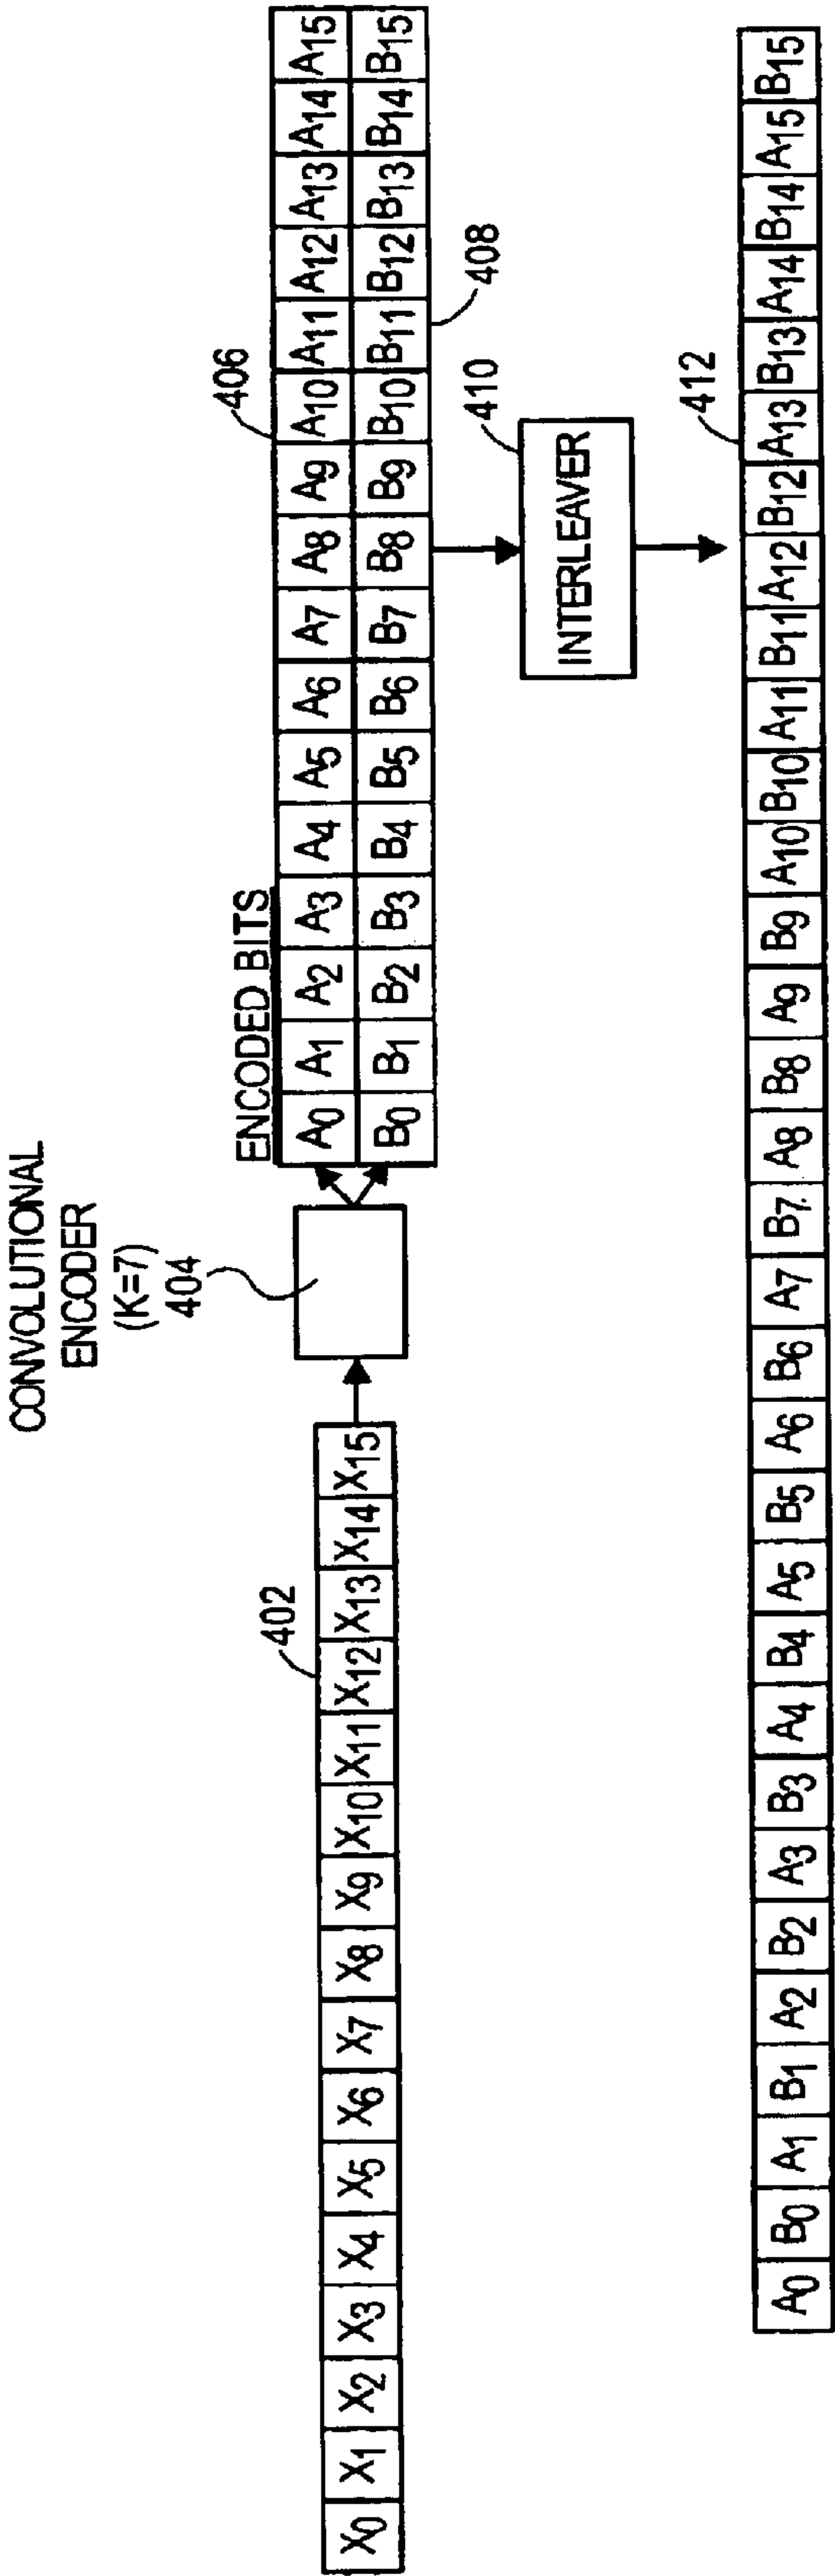 CONVOLUTIONAL
ENCODER
(K=7)
404
402
X0 X1 X2 X3 X4 X5 X6 X7 X8 X9 X10 X11 X12 X13 X14 X15
ENCODED BITS
406
A0 A1 A2 A3 A4 A5 A6 A7 A8 A9 A10 A11 A12 A13 A14 A15
B0 B1 B2 B3 B4 B5 B6 B7 B8 B9 B10 B11 B12 B13 B14 B15
408
410
INTERLEAVER
412
A0 B0 A1 B1 A2 B2 A3 B3 A4 B4 A5 B5 A6 B6 A7 B7 A8 B8 A9 B9 A10 B10 A11 B11 A12 B12 A13 B13 A14 B14 A15 B15